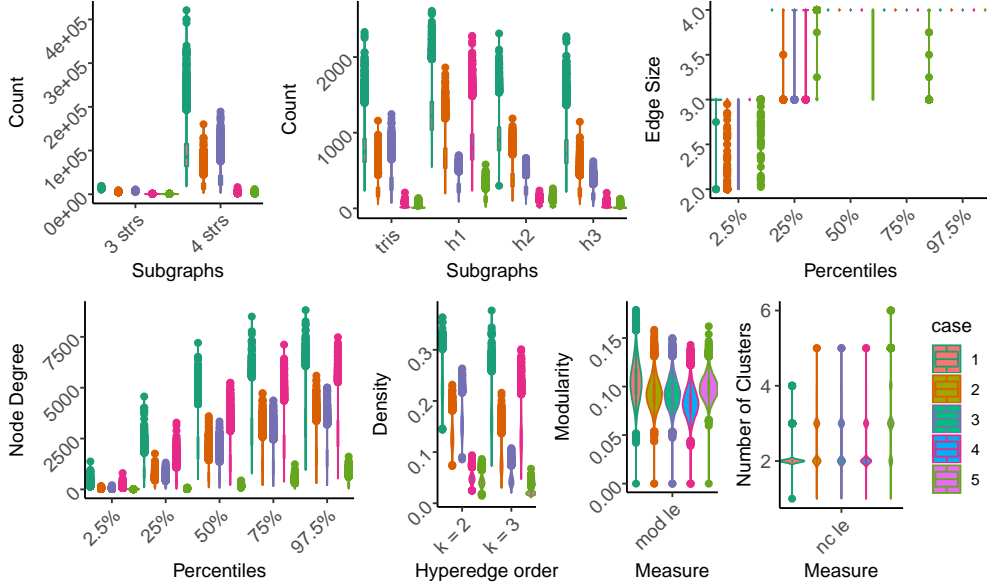 Count
4e+05
3e+05
2e+05
1e+05
0e+00
3 strs
4 strs
Subgraphs
Count
2000
1000
0
tris
h1
h2
h3
Subgraphs
Edge Size
4.0
3.5
3.0
2.5
2.0
2.5%
25%
50%
75%
97.5%
Percentiles
Node Degree
7500
5000
2500
0
2.5%
25%
50%
75%
97.5%
Percentiles
Density
0.3
0.2
0.1
0.0
k = 2
k = 3
Hyperedge order
Modularity
0.15
0.10
0.05
0.00
mod le
Measure
Number of Clusters
6
4
2
nc le
Measure
case
1
2
3
4
5